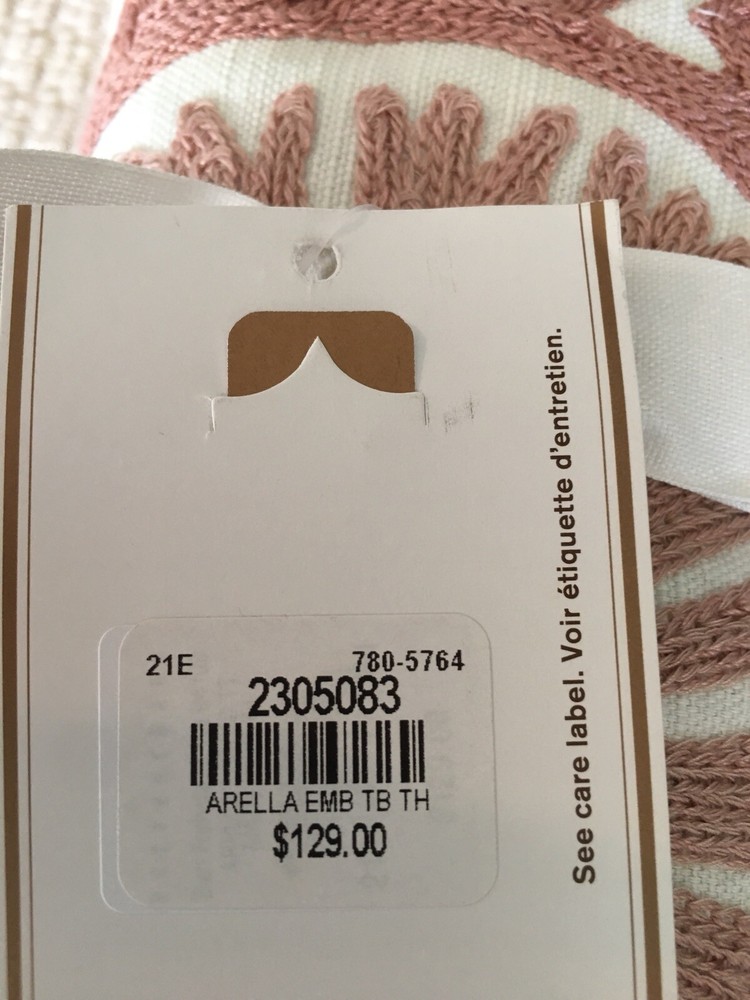 21E 780-5764
2305083
ARELLA EMB TB TH
$129.00
See care label. Voir étiquette d'entretien.